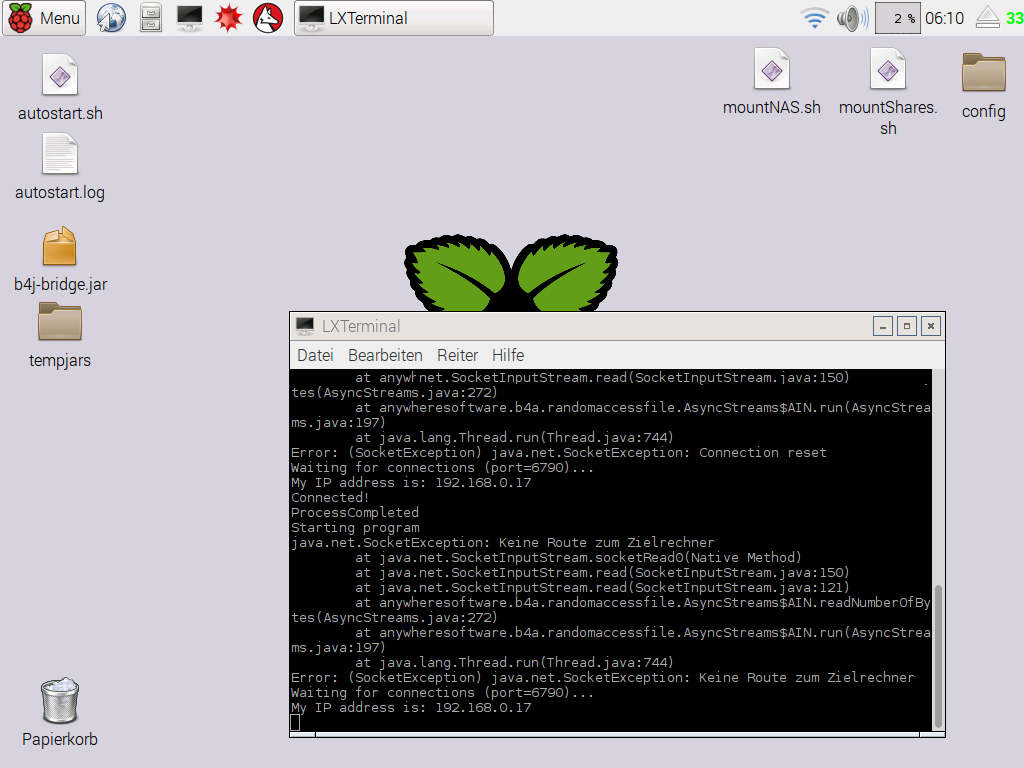 Menu
LXTerminal
2 %
06:10
33
autostart.sh
autostart.log
b4j-bridge.jar
tempjars
mountNAS.sh
mountShares.
sh
config
LXTerminal
Datei Bearbeiten Reiter Hilfe
at anywhnet.SocketInputStream.read(SocketInputStream.java:150)
tes(AsyncStreams.java:272)
at anywheresoftware.b4a.randomaccessfile.AsyncStreams$AIN.run(AsyncStrea
ms.java:197)
at java.lang.Thread.run(Thread.java:744)
Error: (SocketException) java.net.SocketException: Connection reset
Waiting for connections (port=6790)...
My IP address is: 192.168.0.17
Connected!
ProcessCompleted
Starting program
java.net.SocketException: Keine Route zum Zielrechner
at java.net.SocketInputStream.socketRead0(Native Method)
at java.net.SocketInputStream.read(SocketInputStream.java:150)
at java.net.SocketInputStream.read(SocketInputStream.java:121)
at anywheresoftware.b4a.randomaccessfile.AsyncStreams$AIN.readNumberOfBy
tes(AsyncStreams.java:272)
at anywheresoftware.b4a.randomaccessfile.AsyncStreams$AIN.run(AsyncStrea
ms.java:197)
at java.lang.Thread.run(Thread.java:744)
Error: (SocketException) java.net.SocketException: Keine Route zum Zielrechner
Waiting for connections (port=6790)...
My IP address is: 192.168.0.17
Papierkorb